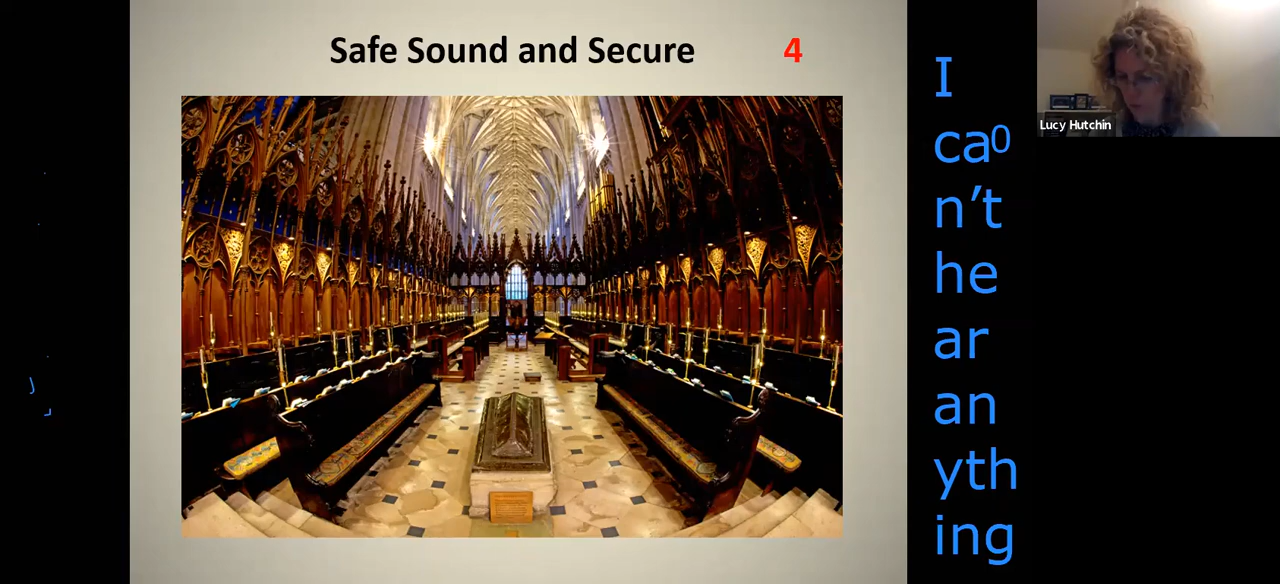 Safe Sound and Secure 4
I
ca0
n’t
he
ar
an
yth
ing
Lucy Hutchin